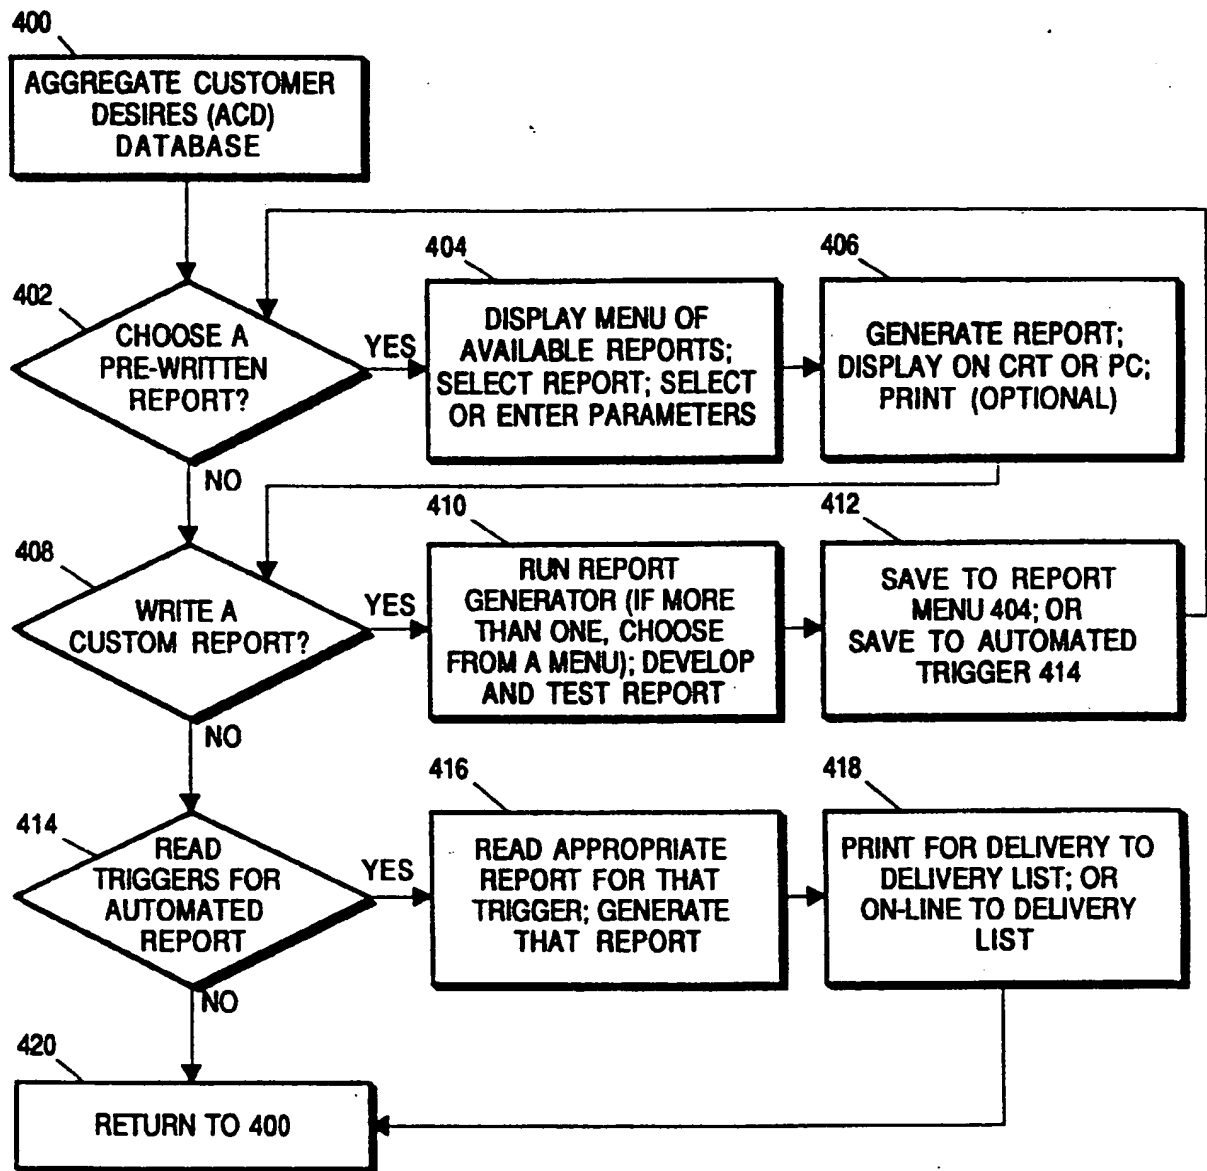 400
AGGREGATE CUSTOMER
DESIRES (ACD)
DATABASE
402
CHOOSE A
PRE-WRITTEN
REPORT?
YES
NO
404
DISPLAY MENU OF
AVAILABLE REPORTS;
SELECT REPORT; SELECT
OR ENTER PARAMETERS
406
GENERATE REPORT;
DISPLAY ON CRT OR PC;
PRINT (OPTIONAL)
408
WRITE A
CUSTOM REPORT?
YES
NO
410
RUN REPORT
GENERATOR (IF MORE
THAN ONE, CHOOSE
FROM A MENU); DEVELOP
AND TEST REPORT
412
SAVE TO REPORT
MENU 404; OR
SAVE TO AUTOMATED
TRIGGER 414
414
READ
TRIGGERS FOR
AUTOMATED
REPORT
YES
NO
416
READ APPROPRIATE
REPORT FOR THAT
TRIGGER; GENERATE
THAT REPORT
418
PRINT FOR DELIVERY TO
DELIVERY LIST; OR
ON-LINE TO DELIVERY
LIST
420
RETURN TO 400